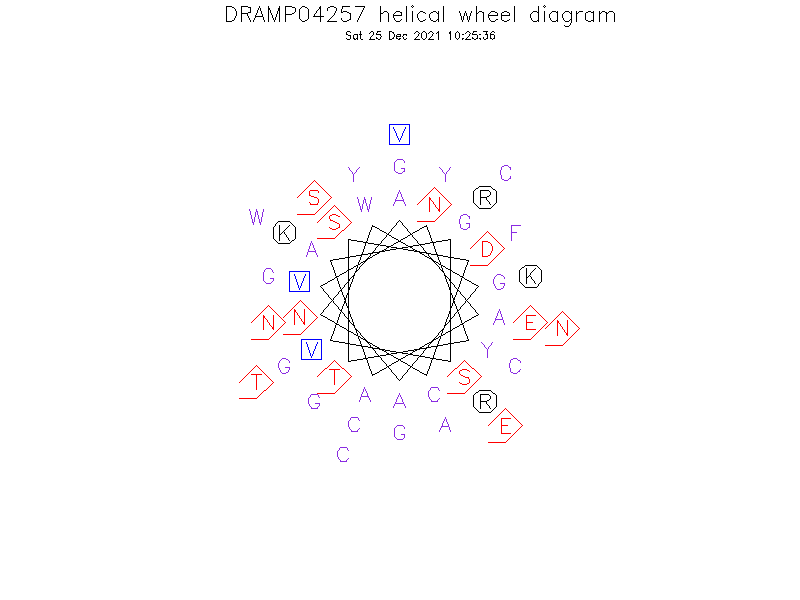 DRAMP04257 helical wheel diagram
Sat 25 Dec 2021 10:25:36
V
Y G Y C
S W A N R
W S G
K F
A D
G V G K
N N A E N
V Y
G C
T T S
G A A C R
C G A E
C